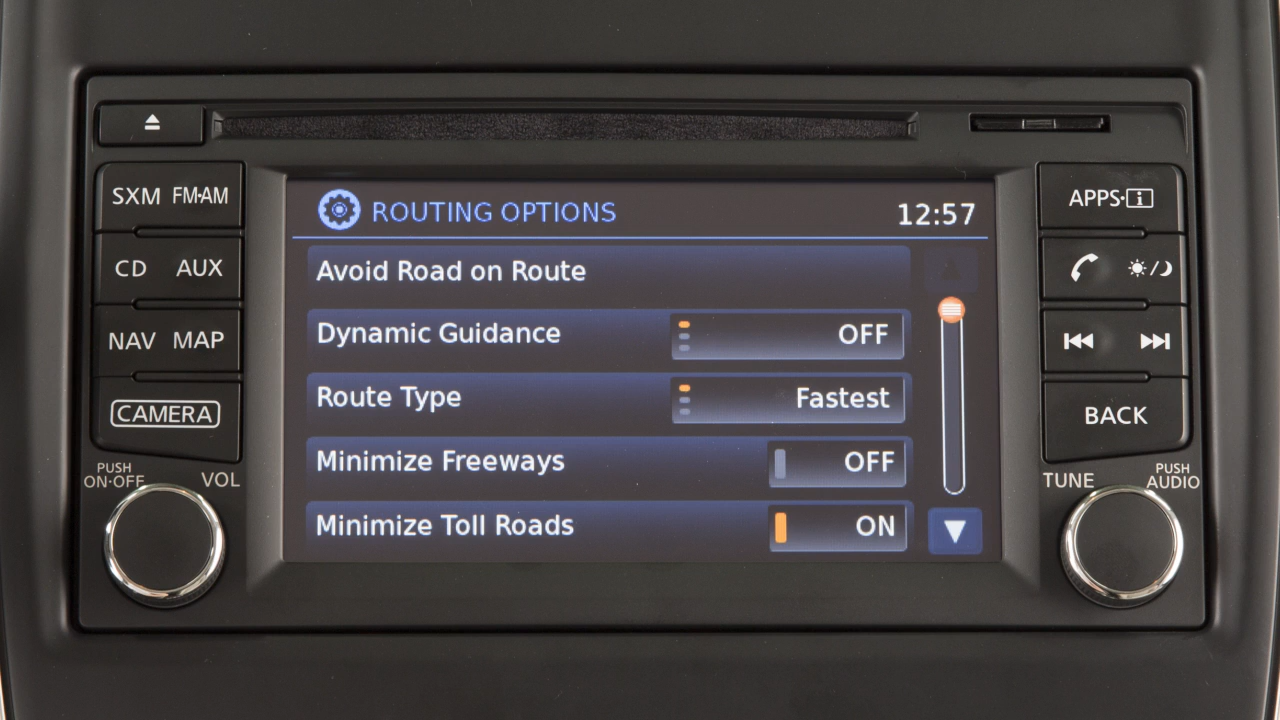 SXM FM·AM
CD AUX
NAV MAP
CAMERA
PUSH
ON·OFF
VOL
ROUTING OPTIONS 12:57
Avoid Road on Route
Dynamic Guidance OFF
Route Type Fastest
Minimize Freeways OFF
Minimize Toll Roads ON
APPS·i
BACK
TUNE
PUSH
AUDIO